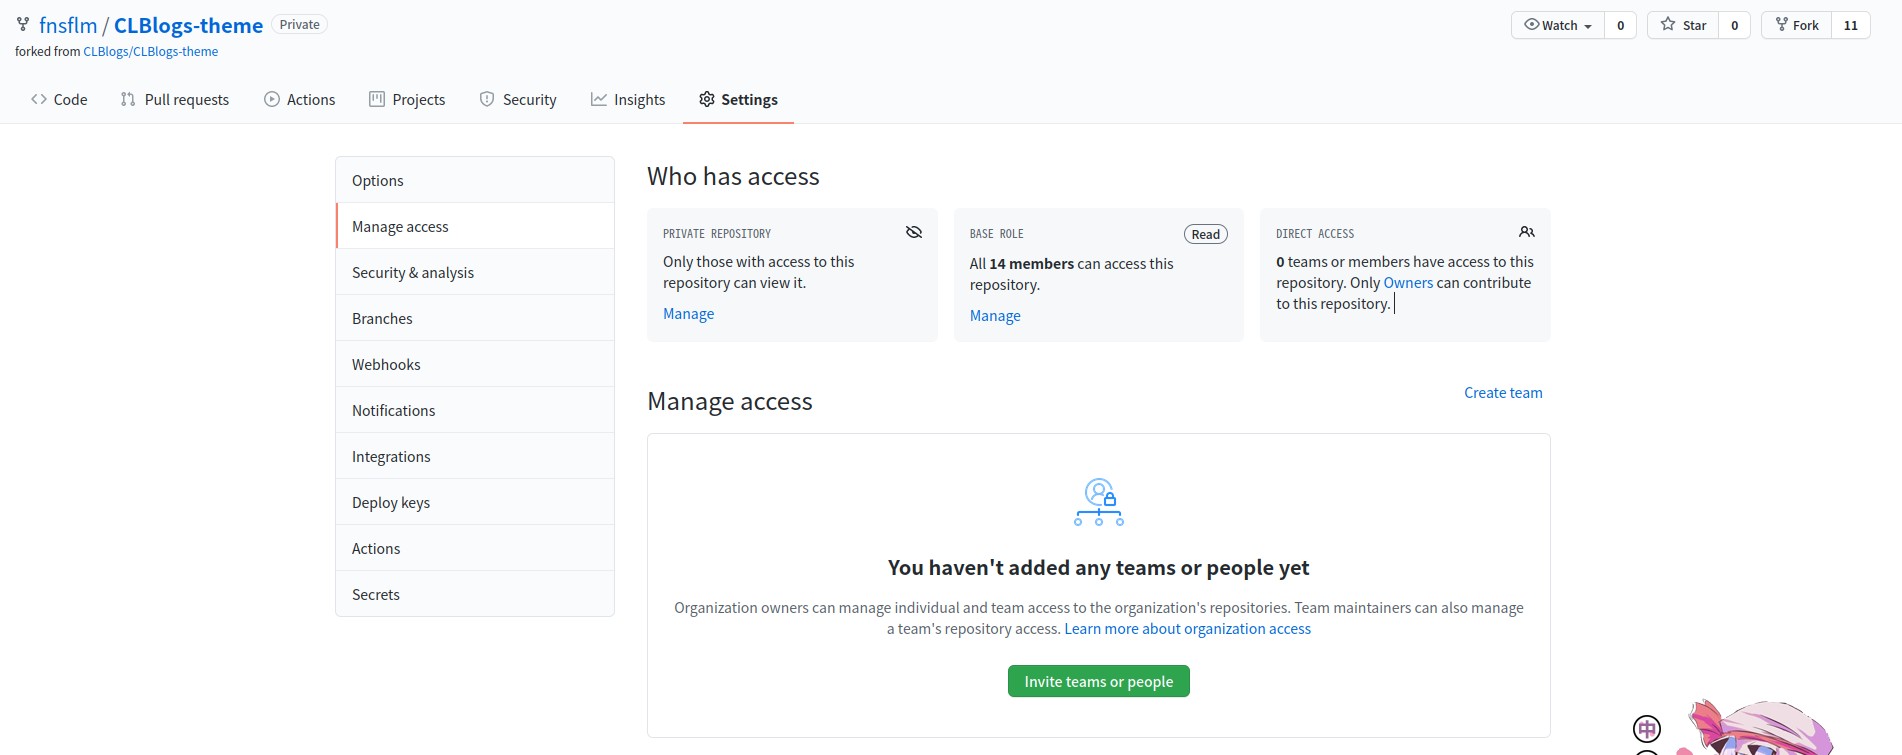 fnsflm / CLBlogs-theme Private
Watch 0 Star 0 Fork 11
forked from CLBlogs/CLBlogs-theme
Code Pull requests Actions Projects Security Insights Settings
Options
Manage access
Security & analysis
Branches
Webhooks
Notifications
Integrations
Deploy keys
Actions
Secrets
Who has access
PRIVATE REPOSITORY
Only those with access to this
repository can view it.
Manage
BASE ROLE Read
All 14 members can access this
repository.
Manage
DIRECT ACCESS
0 teams or members have access to this
repository. Only Owners can contribute
to this repository.
Manage access
Create team
You haven't added any teams or people yet
Organization owners can manage individual and team access to the organization's repositories. Team maintainers can also manage
a team's repository access. Learn more about organization access
Invite teams or people
中